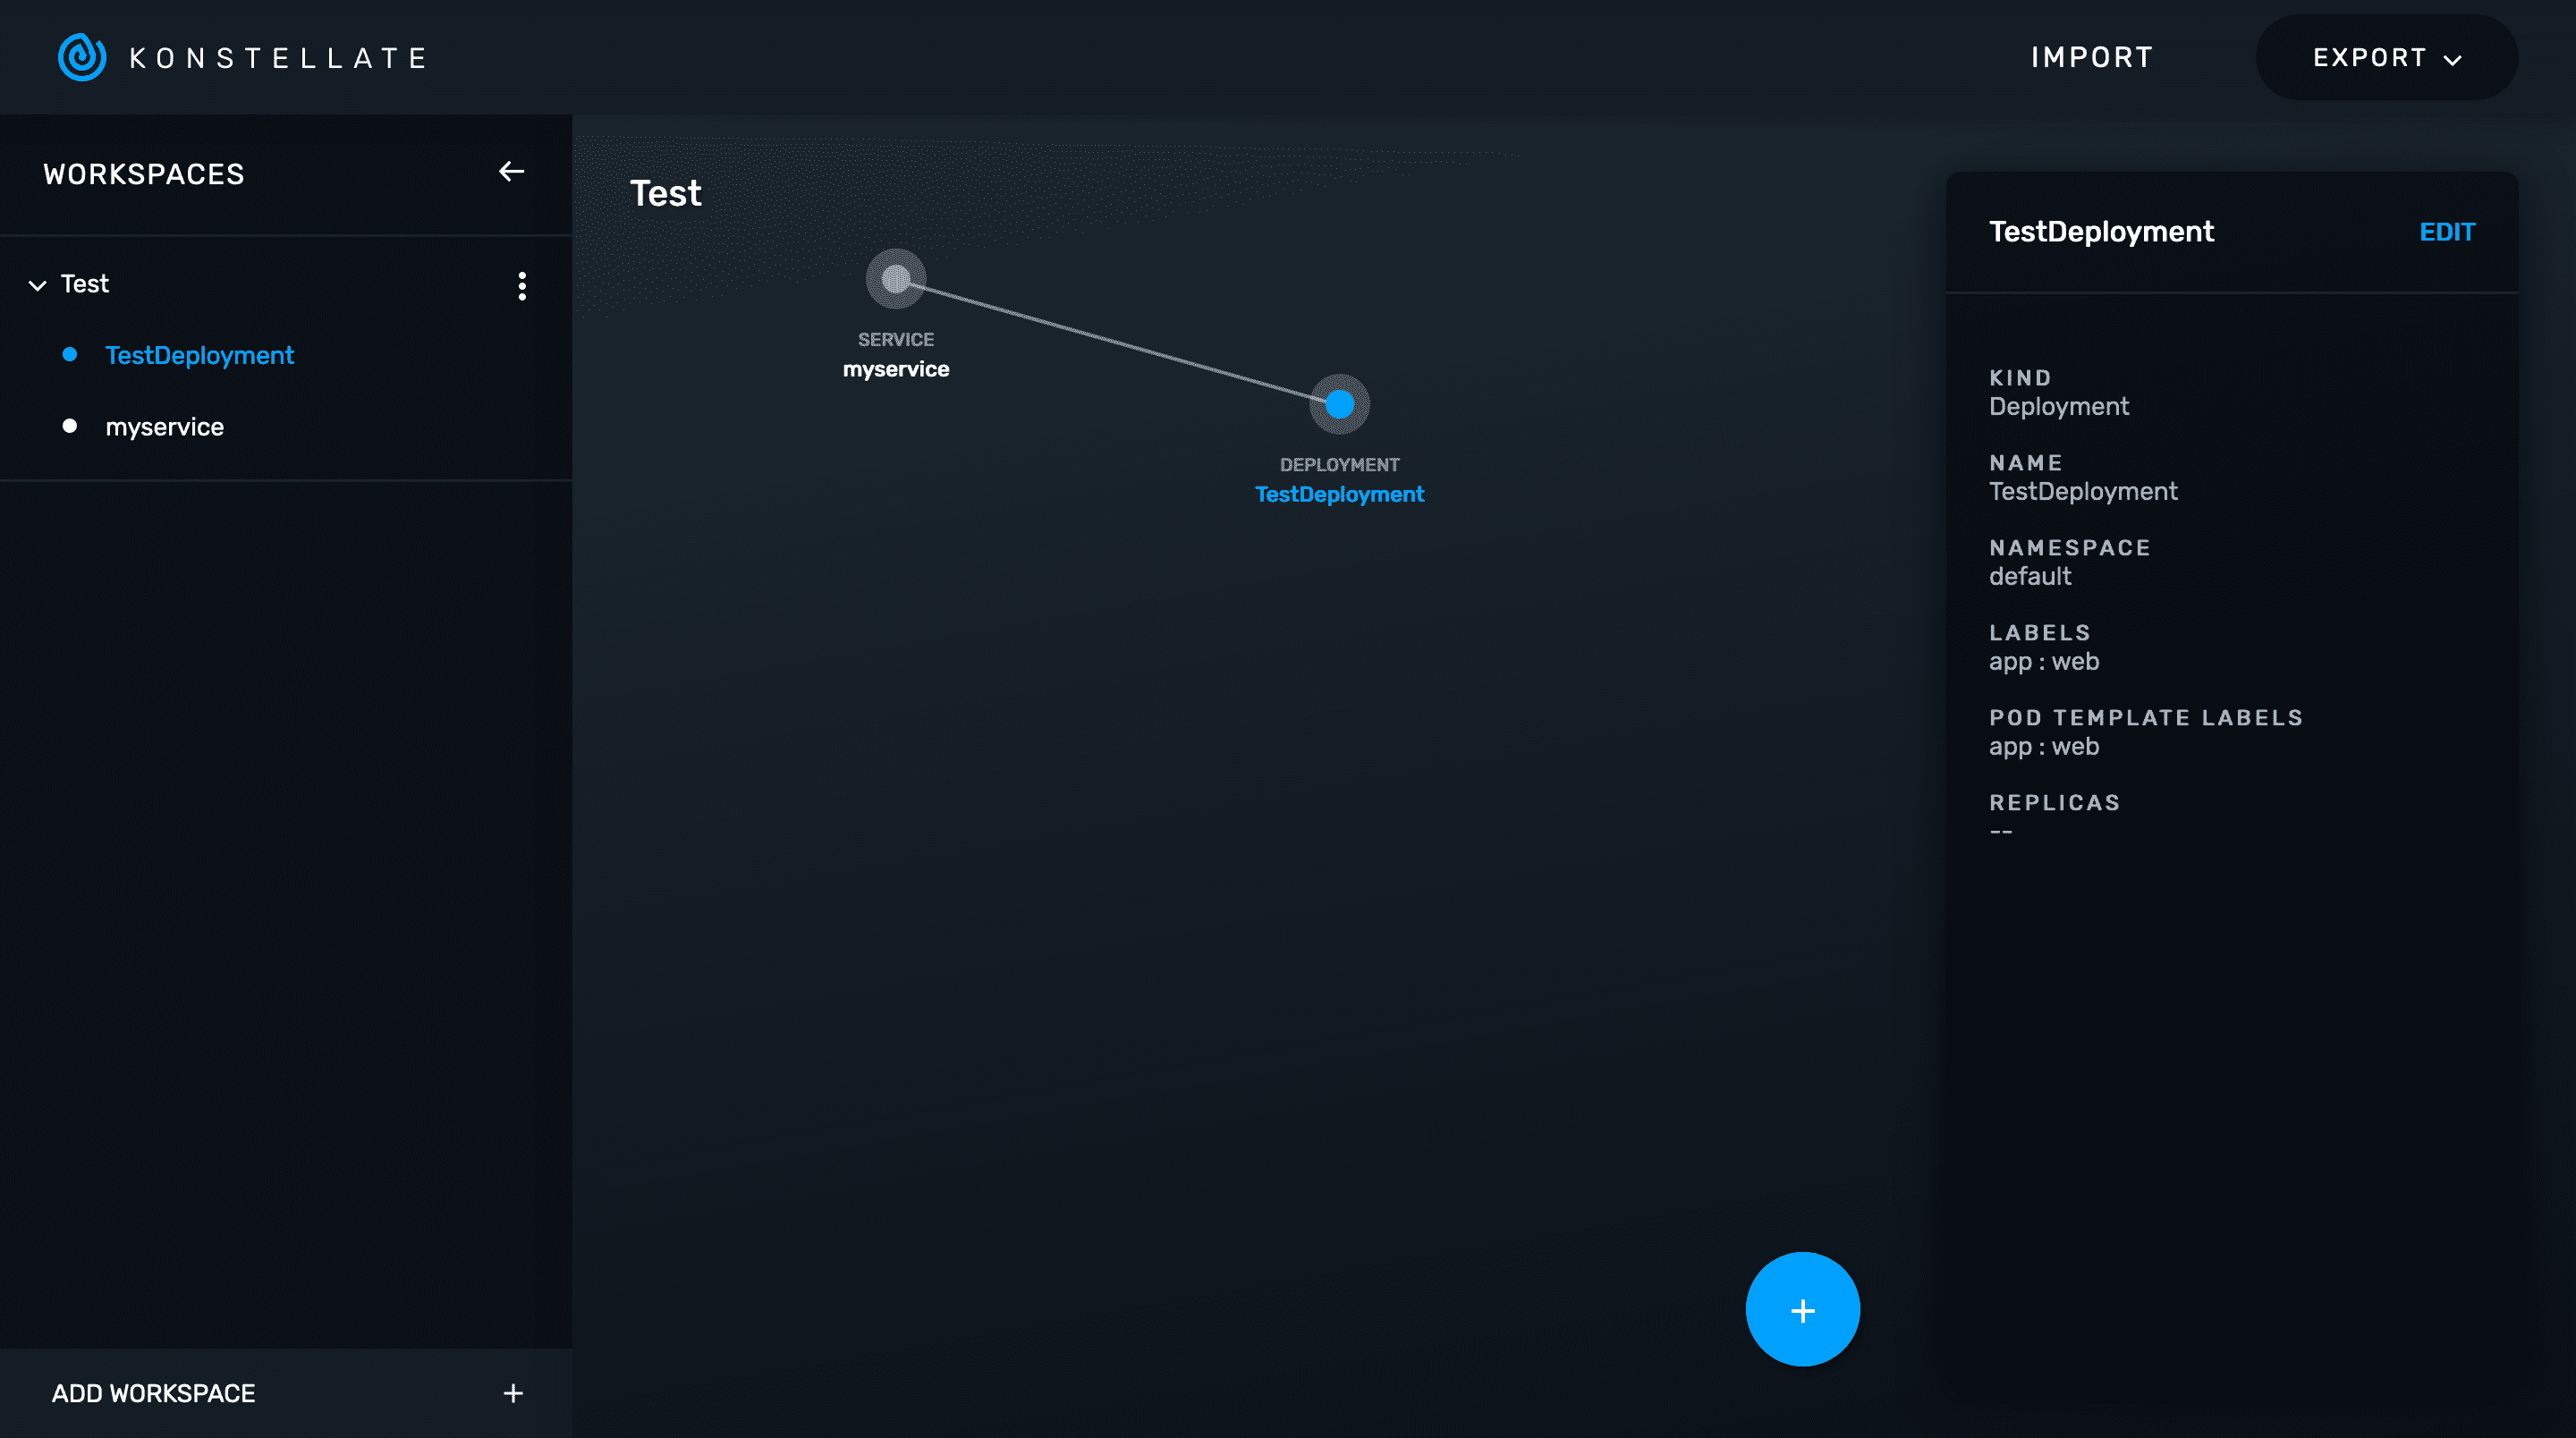 KONSTELLATE
IMPORT
EXPORT
WORKSPACES
Test
TestDeployment
myservice
ADD WORKSPACE
Test
SERVICE
myservice
DEPLOYMENT
TestDeployment
TestDeployment
EDIT
KIND
Deployment
NAME
TestDeployment
NAMESPACE
default
LABELS
app : web
POD TEMPLATE LABELS
app : web
REPLICAS
--